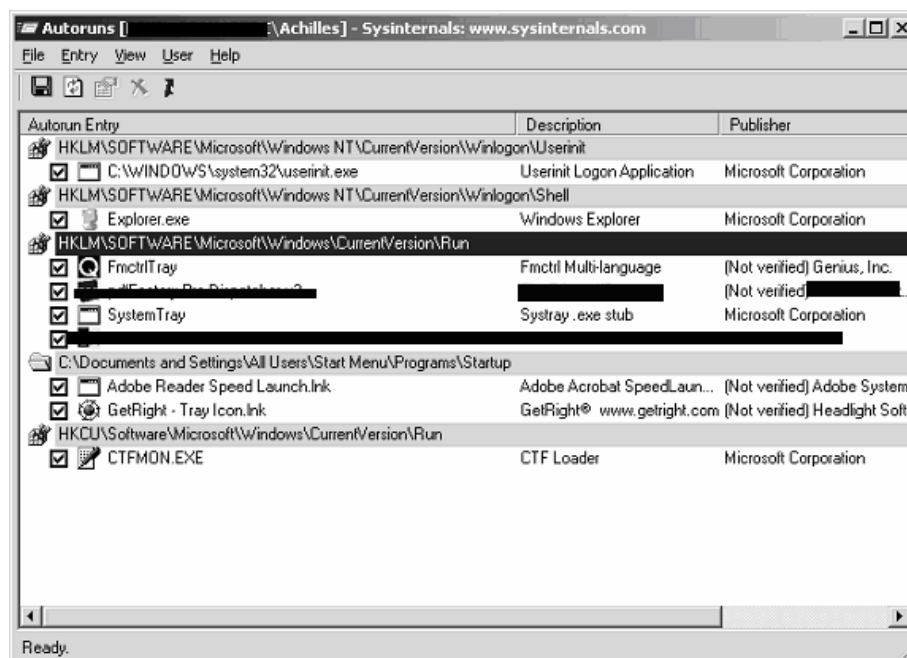 Autoruns [ \Achilles] - Sysinternals: www.sysinternals.com
File Entry View User Help
Autorun Entry Description Publisher
HKLM\SOFTWARE\Microsoft\Windows NT\CurrentVersion\Winlogon\Userinit
C:\WINDOWS\system32\userinit.exe Userinit Logon Application Microsoft Corporation
HKLM\SOFTWARE\Microsoft\Windows NT\CurrentVersion\Winlogon\Shell
Explorer.exe Windows Explorer Microsoft Corporation
HKLM\SOFTWARE\Microsoft\Windows\CurrentVersion\Run
FmctrlTray Fmctrl Multi-language (Not verified) Genius, Inc.
(Not verified)
SystemTray Systray .exe stub Microsoft Corporation
C:\Documents and Settings\All Users\Start Menu\Programs\Startup
Adobe Reader Speed Launch.lnk Adobe Acrobat SpeedLaun... (Not verified) Adobe System
GetRight - Tray Icon.lnk GetRight® www.getright.com (Not verified) Headlight Soft
HKCU\Software\Microsoft\Windows\CurrentVersion\Run
CTFMON.EXE CTF Loader Microsoft Corporation
Ready.